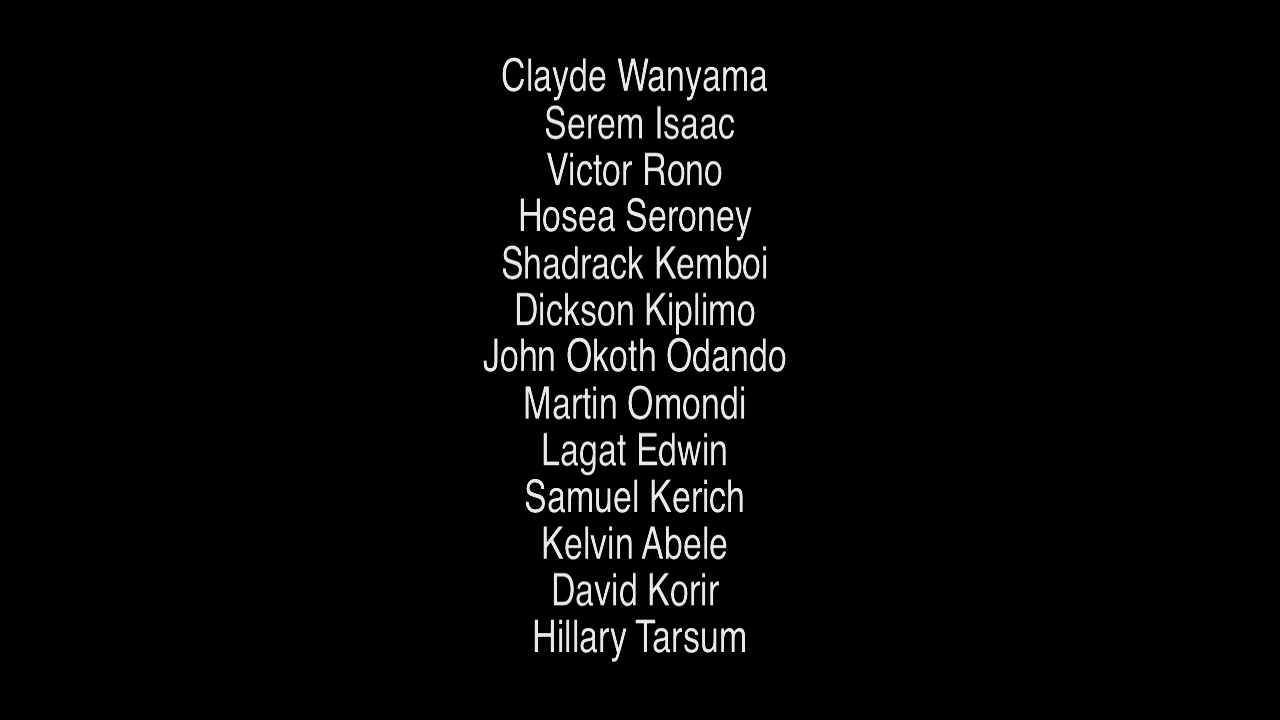 Clayde Wanyama
Serem Isaac
Victor Rono
Hosea Seroney
Shadrack Kemboi
Dickson Kiplimo
John Okoth Odando
Martin Omondi
Lagat Edwin
Samuel Kerich
Kelvin Abele
David Korir
Hillary Tarsum